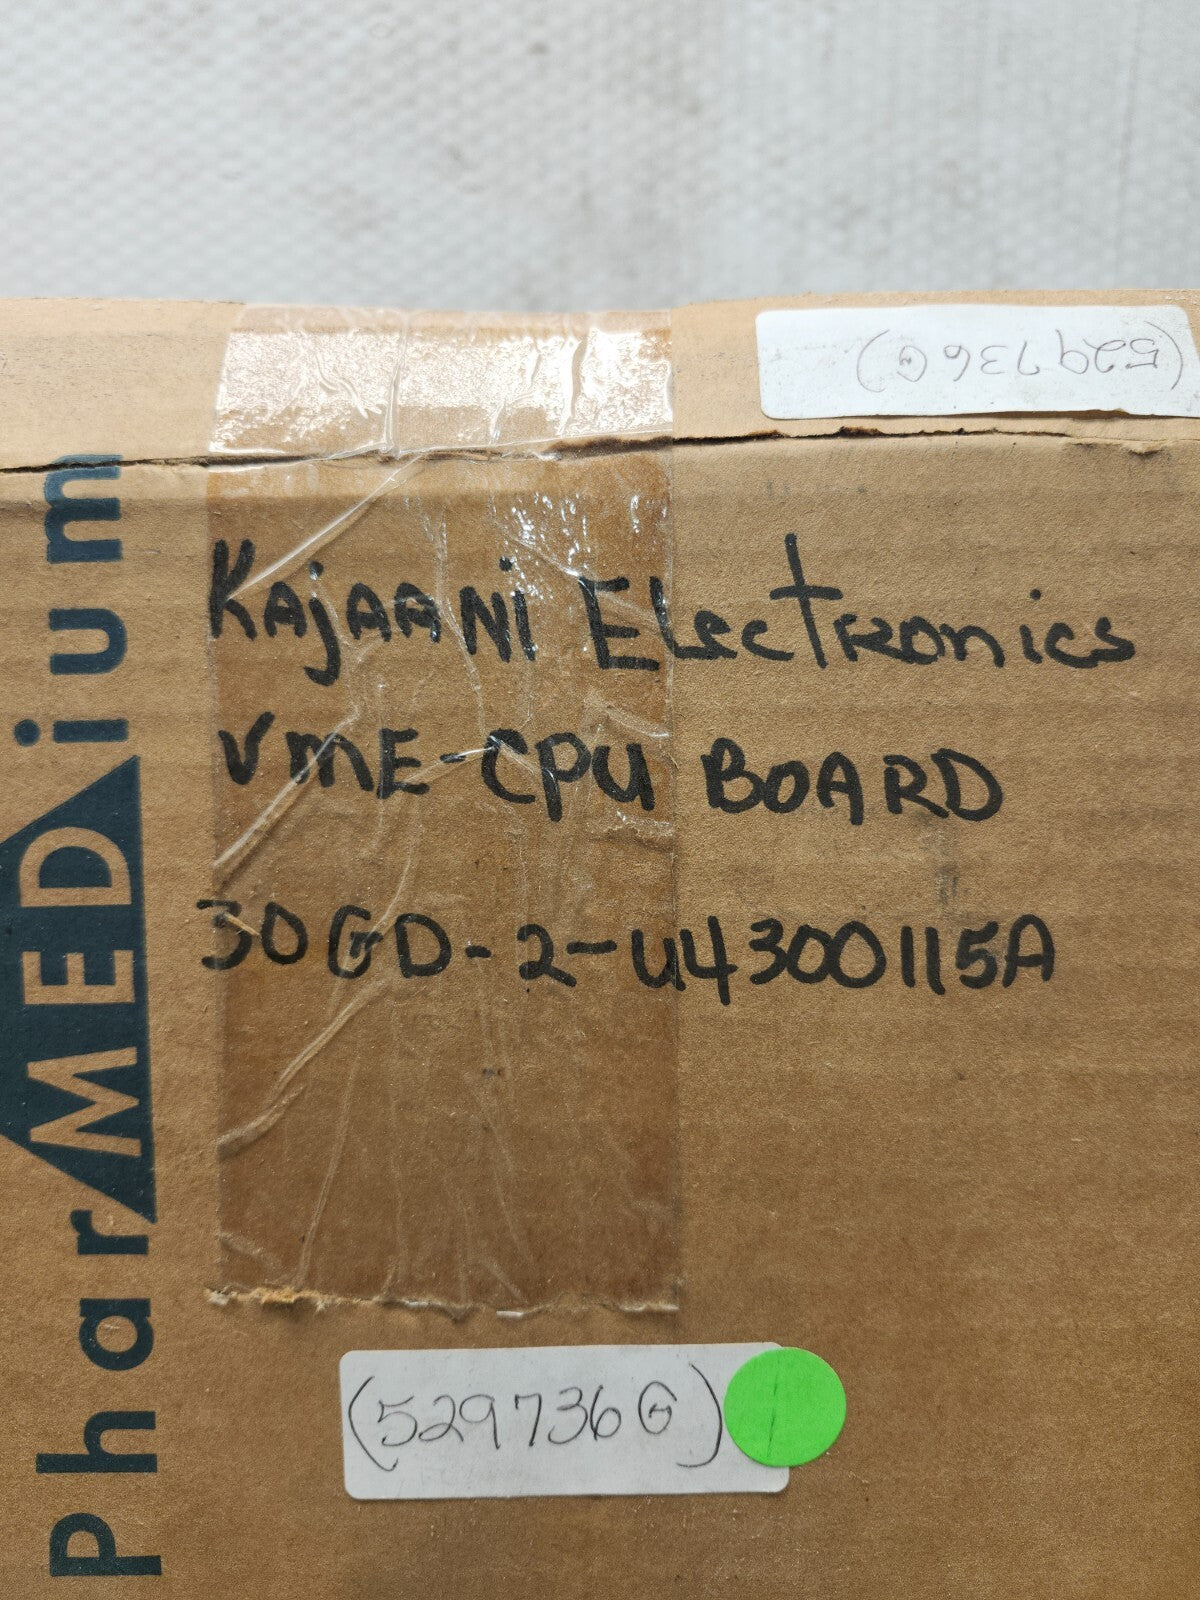 (529736G)
KAjAANi ElecTRonics
VME-CPU BOARD
30GD-2-U4300115A
PharMEDium
(529736G)